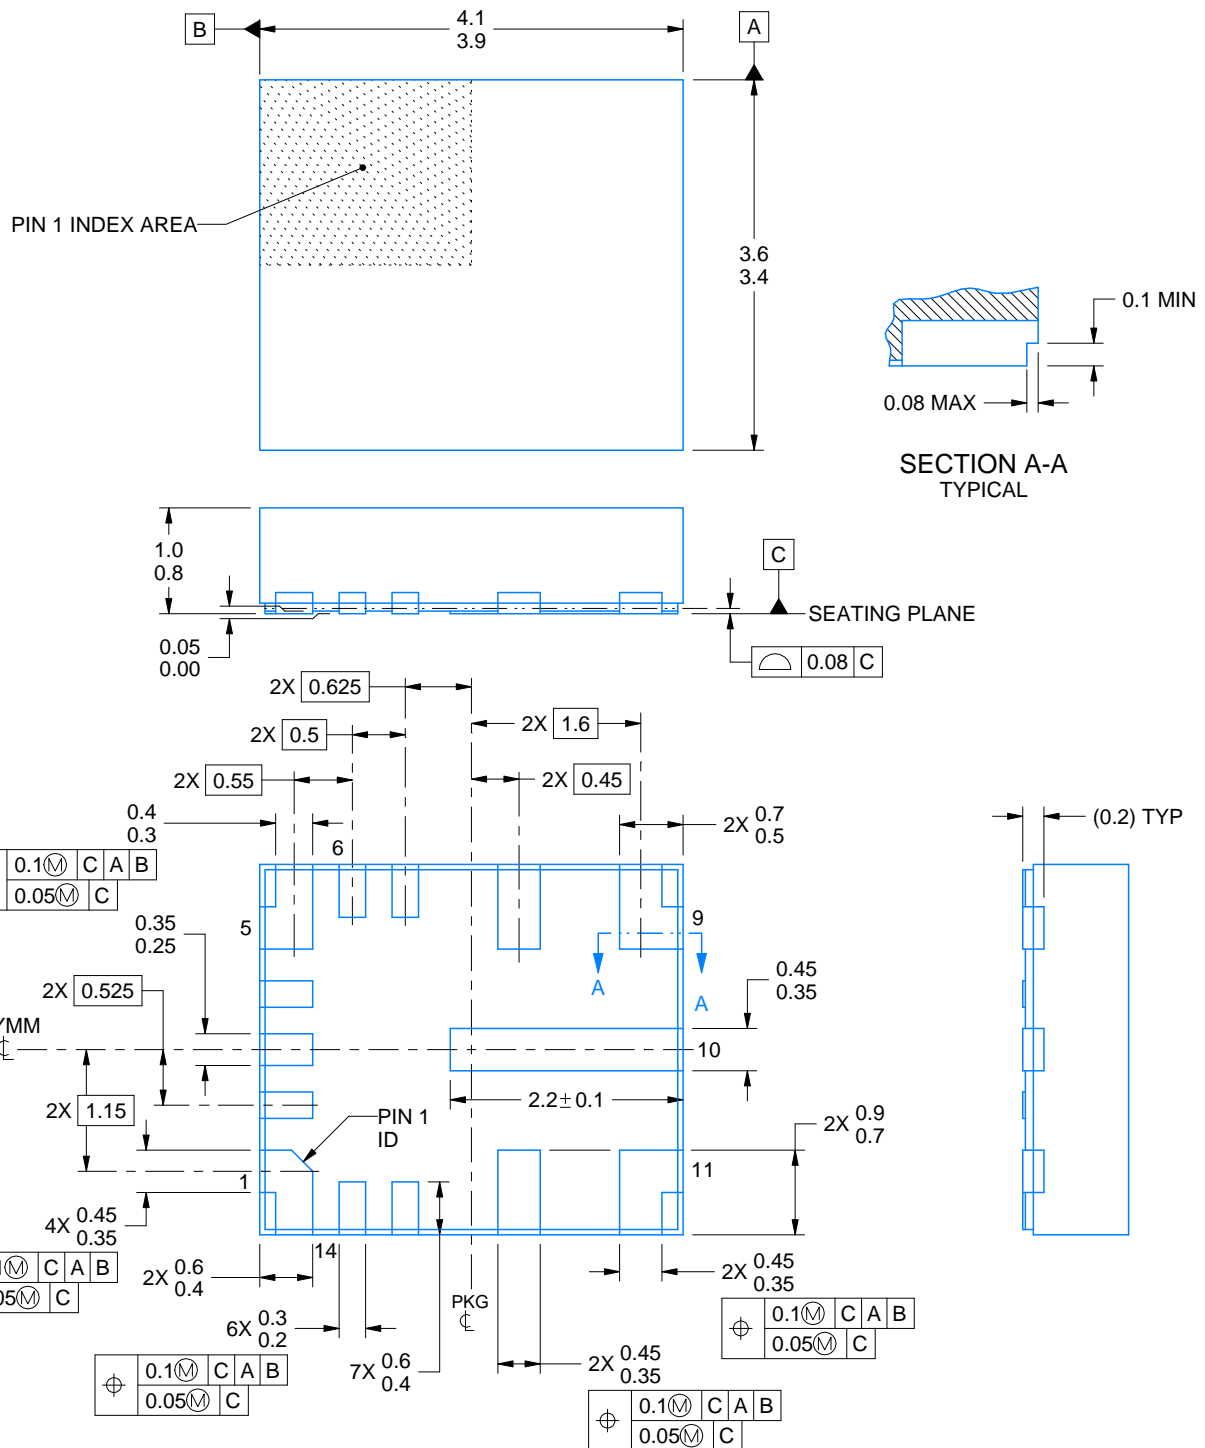 B
4.1
3.9
A
PIN 1 INDEX AREA
3.6
3.4
0.1 MIN
0.08 MAX
SECTION A-A
TYPICAL
1.0
0.8
C
SEATING PLANE
0.05
0.00
0.08 C
2X 0.625
2X 1.6
2X 0.5
2X 0.55
2X 0.45
0.4
0.3
2X 0.7
0.5
(0.2) TYP
6
0.1Ⓜ C A B
0.05Ⓜ C
5
9
0.35
0.25
0.45
0.35
A
A
2X 0.525
10
2X 1.15
2.2±0.1
PIN 1
ID
2X 0.9
0.7
1
11
4X 0.45
0.35
14
C A B
C
2X 0.6
0.4
2X 0.45
0.35
PKG
0.1Ⓜ C A B
0.05Ⓜ C
6X 0.3
0.2
7X 0.6
0.4
2X 0.45
0.35
0.1Ⓜ C A B
0.05Ⓜ C
0.1Ⓜ C A B
0.05Ⓜ C